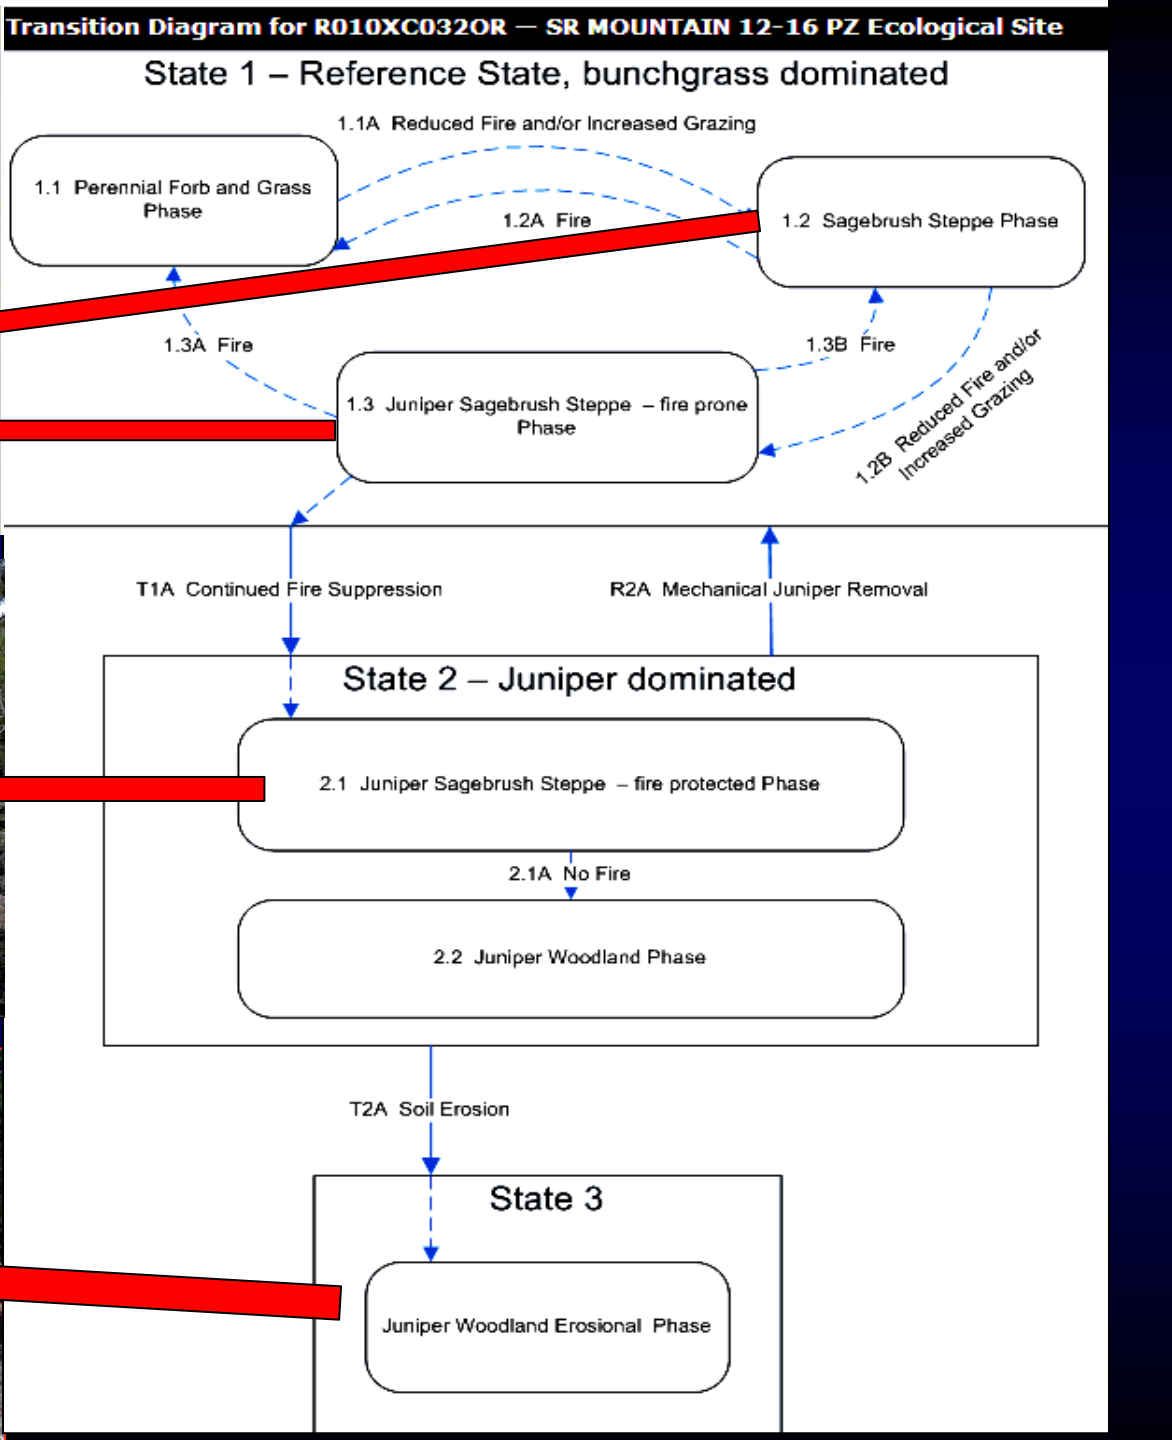 Transition Diagram for R010XC032OR — SR MOUNTAIN 12-16 PZ Ecological Site
State 1 – Reference State, bunchgrass dominated
1.1A Reduced Fire and/or Increased Grazing
1.1 Perennial Forb and Grass
Phase
1.2A Fire
1.2 Sagebrush Steppe Phase
1.3A Fire
1.3B Fire
1.2B Reduced Fire and/or
Increased Grazing
1.3 Juniper Sagebrush Steppe – fire prone
Phase
T1A Continued Fire Suppression
R2A Mechanical Juniper Removal
State 2 – Juniper dominated
2.1 Juniper Sagebrush Steppe – fire protected Phase
2.1A No Fire
2.2 Juniper Woodland Phase
T2A Soil Erosion
State 3
Juniper Woodland Erosional Phase